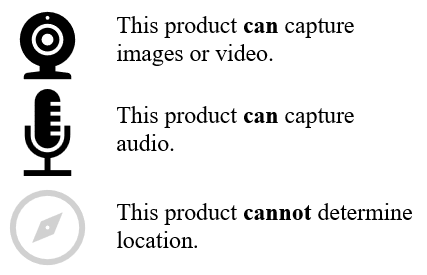 This product can capture
images or video.
This product can capture
audio.
This product cannot determine
location.